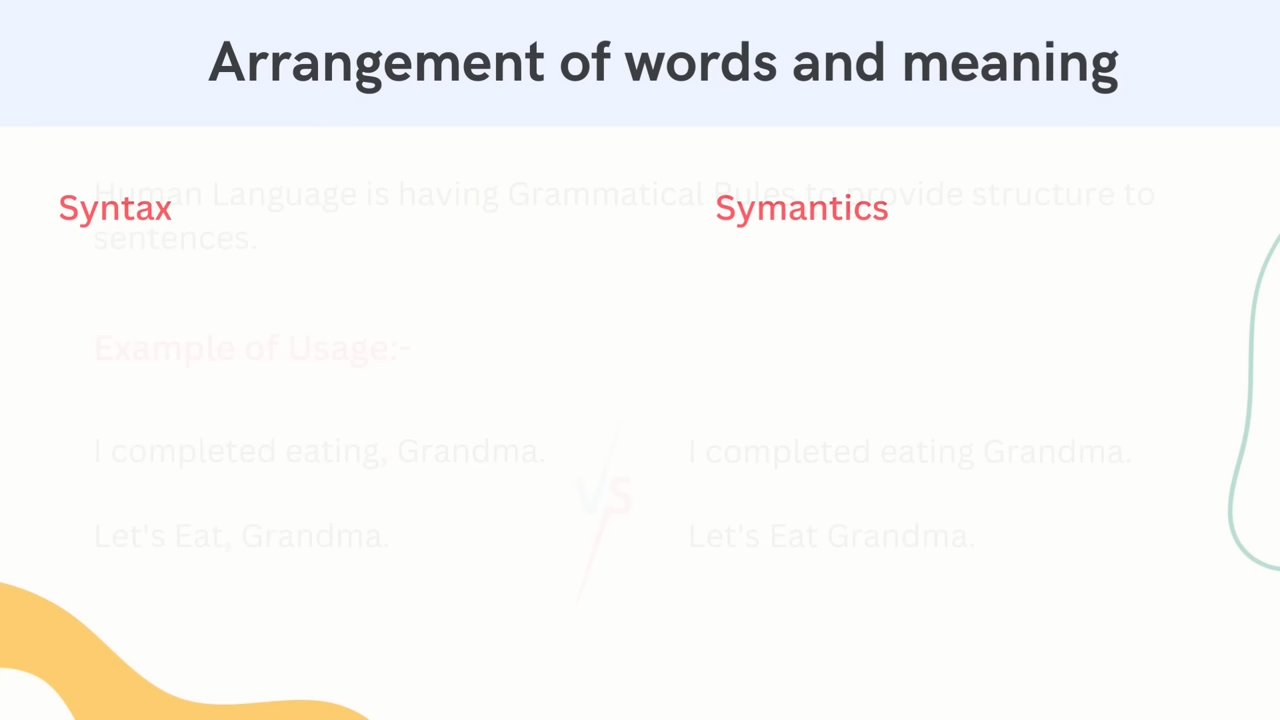 Arrangement of words and meaning
Human Language is having Grammatical Rules to provide structure to
Syntax
Symantics
sentences.
Example of Usage:-
I completed eating, Grandma.
I completed eating Grandma.
VS
Let's Eat, Grandma.
Let's Eat Grandma.